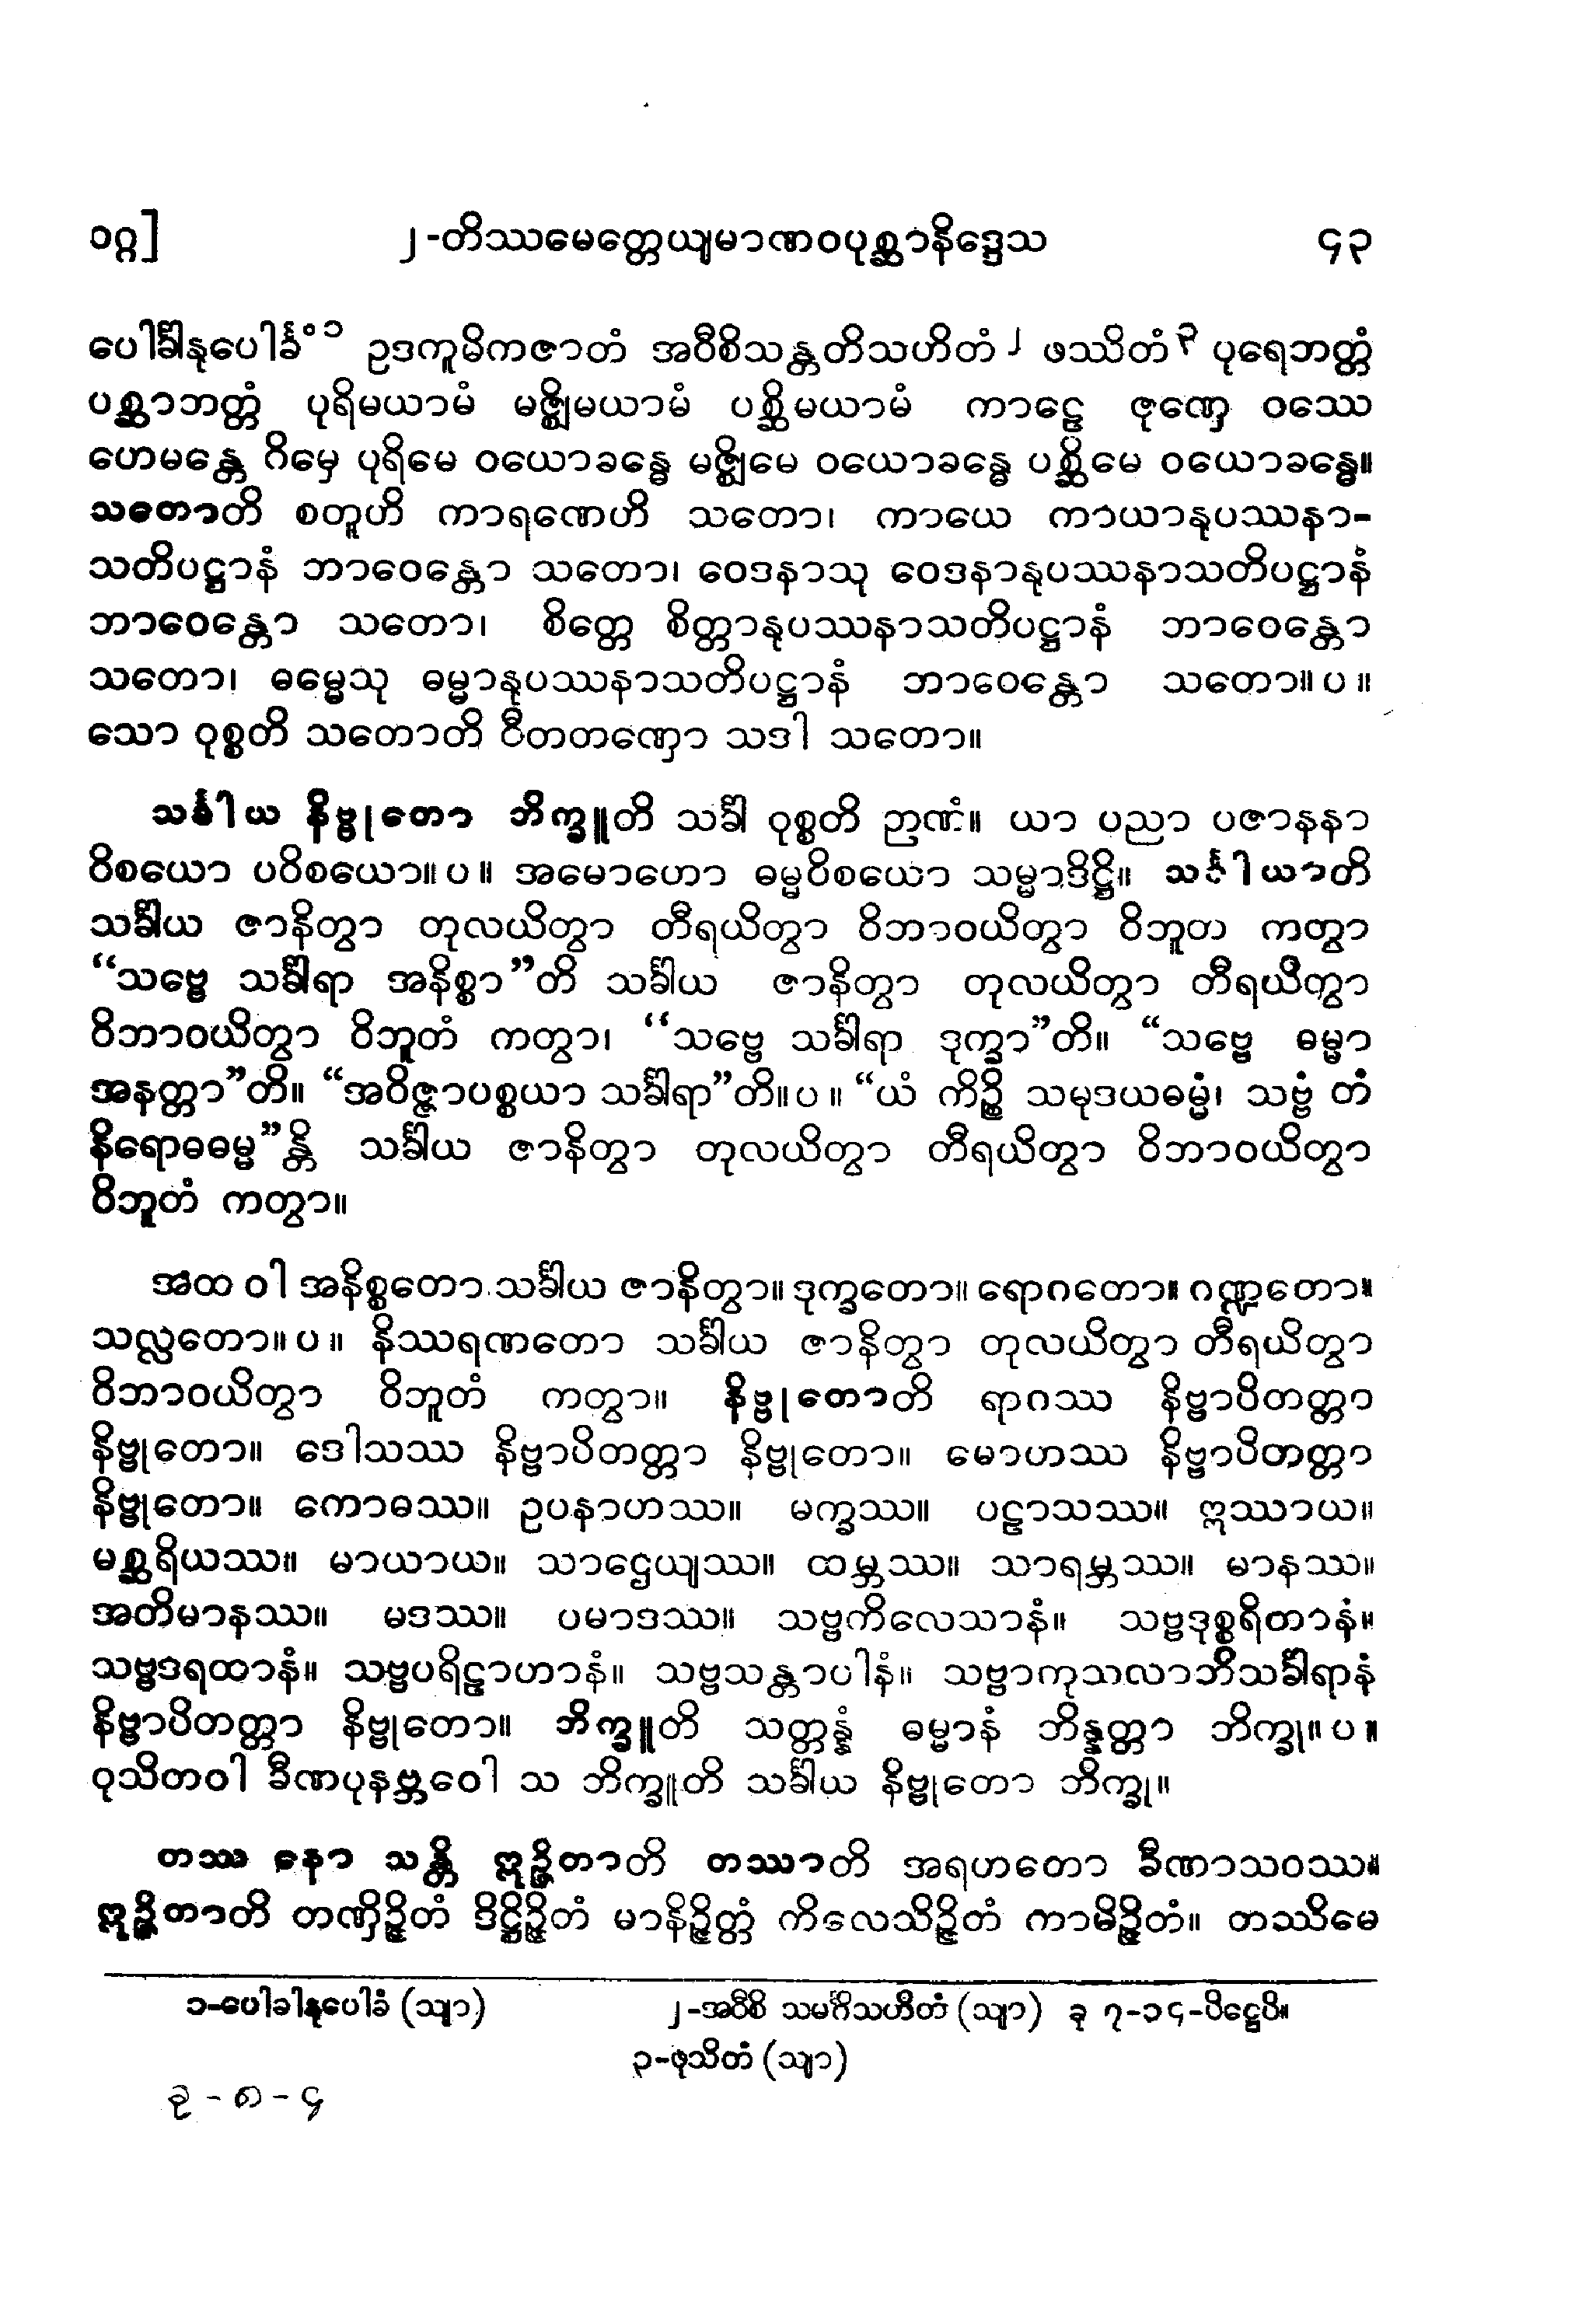 ၁၇]	၂-တိဿမေတ္တေယျမာဏဝပုစ္ဆာနိဒ္ဒေသ	၄၃
ပေါင်္ခါနုပေါင်္ခံ၁ ဥဒကူမိကဇာတံ အဝီစိသန္တတိသဟိတံ၂ ဖဿိတံ၃ ပုရေဘတ္တံ
ပစ္ဆာဘတ္တံ ပုရိမယာမံ မဇ္ဈိမယာမံ ပစ္ဆိမယာမံ ကာဠေ ဇုဏှေ ဝဿေ
ဟေမန္တေ ဂိမှေ ပုရိမေ ဝယောခန္ဓေ မဇ္ဈိမေ ဝယောခန္ဓေ ပစ္ဆိမေ ဝယောခန္ဓေ။
သတောတိ စတူဟိ ကာရဏေဟိ သတော၊ ကာယေ ကာယာနုပဿနာ-
သတိပဋ္ဌာနံ ဘာဝေန္တော သတော၊ ဝေဒနာသု ဝေဒနာနုပဿနာသတိပဋ္ဌာနံ
ဘာဝေန္တော သတော၊ စိတ္တေ စိတ္တာနုပဿနာသတိပဋ္ဌာနံ ဘာဝေန္တော
သတော၊ ဓမ္မေသု ဓမ္မာနုပဿနာသတိပဋ္ဌာနံ ဘာဝေန္တော သတော။ပ။
သော ဝုစ္စတိ သတောတိ ဝီတတဏှော သဒါ သတော။
သင်္ခါယ နိဗ္ဗုတော ဘိက္ခူတိ သင်္ခါ ဝုစ္စတိ ဉာဏံ။ ယာ ပညာ ပဇာနနာ
ဝိစယော ပဝိစယော။ပ။ အမောဟော ဓမ္မဝိစယော သမ္မာဒိဋ္ဌိ။ သင်္ခါယာတိ
သင်္ခါယ ဇာနိတွာ တုလယိတွာ တီရယိတွာ ဝိဘာဝယိတွာ ဝိဘူတ ကတွာ
“သဗ္ဗေ သင်္ခါရာ အနိစ္စာ”တိ သင်္ခါယ ဇာနိတွာ တုလယိတွာ တီရယိတွာ
ဝိဘာဝယိတွာ ဝိဘူတံ ကတွာ၊ “သဗ္ဗေ သင်္ခါရာ ဒုက္ခာ”တိ။ “သဗ္ဗေ ဓမ္မာ
အနတ္တာ”တိ။ “အဝိဇ္ဇာပစ္စယာ သင်္ခါရာ”တိ။ပ။ “ယံ ကိဉ္စိ သမုဒယဓမ္မံ၊ သဗ္ဗံ တံ
နိရောဓဓမ္မ”န္တိ သင်္ခါယ ဇာနိတွာ တုလယိတွာ တီရယိတွာ ဝိဘာဝယိတွာ
ဝိဘူတံ ကတွာ။
အထ ဝါ အနိစ္စတော သင်္ခါယ ဇာနိတွာ။ ဒုက္ခတော။ ရောဂတော။ ဂဏ္ဍတော။
သလ္လတော။ပ။ နိဿရဏတော သင်္ခါယ ဇာနိတွာ တုလယိတွာ တီရယိတွာ
ဝိဘာဝယိတွာ ဝိဘူတံ ကတွာ။ နိဗ္ဗုတောတိ ရာဂဿ နိဗ္ဗာပိတတ္တာ
နိဗ္ဗုတော။ ဒေါသဿ နိဗ္ဗာပိတတ္တာ နိဗ္ဗုတော။ မောဟဿ နိဗ္ဗာပိတတ္တာ
နိဗ္ဗုတော။ ကောဓဿ။ ဥပနာဟဿ။ မက္ခဿ။ ပဠာသဿ။ ဣဿာယ။
မစ္ဆရိယဿ။ မာယာယ။ သာဌေယျဿ။ ထမ္ဘဿ။ သာရမ္ဘဿ။ မာနဿ။
အတိမာနဿ။ မဒဿ။ ပမာဒဿ။ သဗ္ဗကိလေသာနံ။ သဗ္ဗဒုစ္စရိတာနံ။
သဗ္ဗဒရထာနံ။ သဗ္ဗပရိဠာဟာနံ။ သဗ္ဗသန္တာပါနံ။ သဗ္ဗာကုသလာဘိသင်္ခါရာနံ
နိဗ္ဗာပိတတ္တာ နိဗ္ဗုတော။ ဘိက္ခူတိ သတ္တန္နံ ဓမ္မာနံ ဘိန္နတ္တာ ဘိက္ခု။ပ။
ဝုသိတဝါ ခီဏပုနဗ္ဘဝေါ သ ဘိက္ခူတိ သင်္ခါယ နိဗ္ဗုတော ဘိက္ခု။
တဿ နော သန္တိ ဣဉ္ဇိတာတိ တဿာတိ အရဟတော ခီဏာသဝဿ။
ဣဉ္ဇိတာတိ တဏှိဉ္ဇိတံ ဒိဋ္ဌိဉ္ဇိတံ မာနိဉ္ဇိတ္တံ ကိလေသိဉ္ဇိတံ ကာမိဉ္ဇိတံ။ တဿိမေ
၁-ပေါခါနုပေါခံ (သျာ)	၂-အဝီစိ သမင်္ဂိသဟိတံ (သျာ) ခု ၇-၁၄-ပိဋ္ဌေပိ။
၃-ဖုသိတံ (သျာ)
ခု - ၈ - ၄